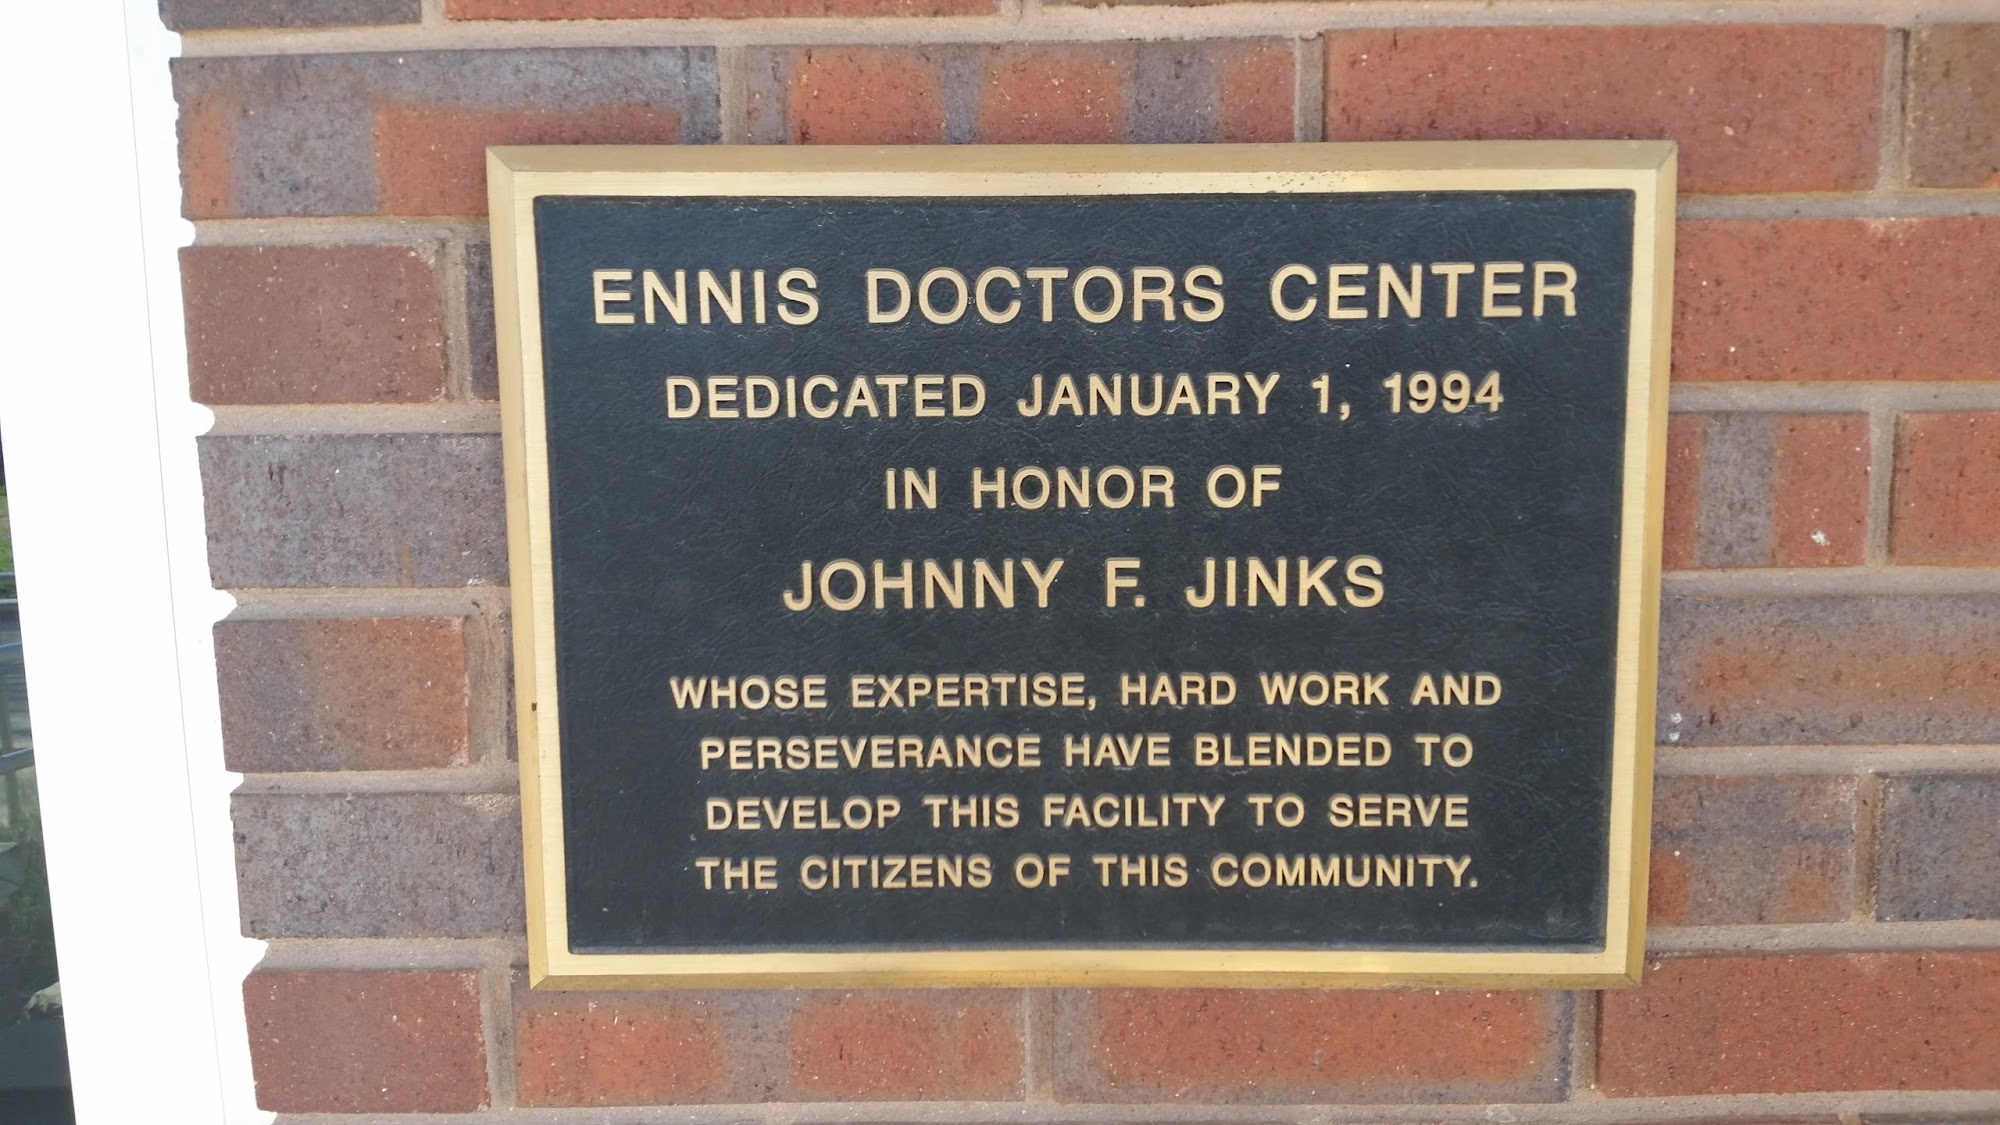 ENNIS DOCTORS CENTER
DEDICATED JANUARY 1, 1994
IN HONOR OF
JOHNNY F. JINKS
WHOSE EXPERTISE, HARD WORK AND
PERSEVERANCE HAVE BLENDED TO
DEVELOP THIS FACILITY TO SERVE
THE CITIZENS OF THIS COMMUNITY.